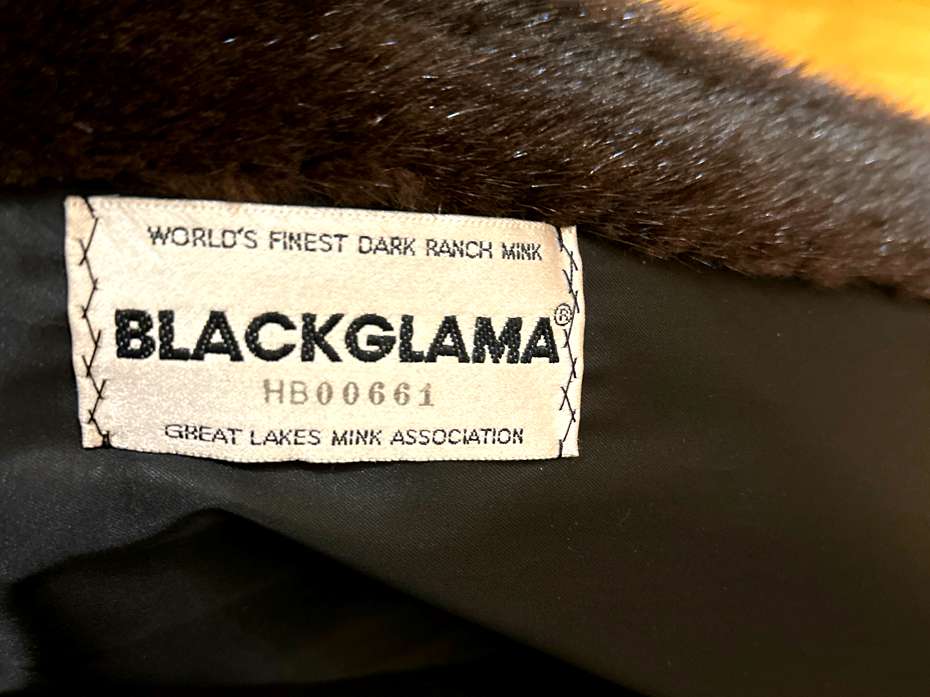 WORLD'S FINEST DARK RANCH MINK
BLACKGLAMA®
HB00661
GREAT LAKES MINK ASSOCIATION